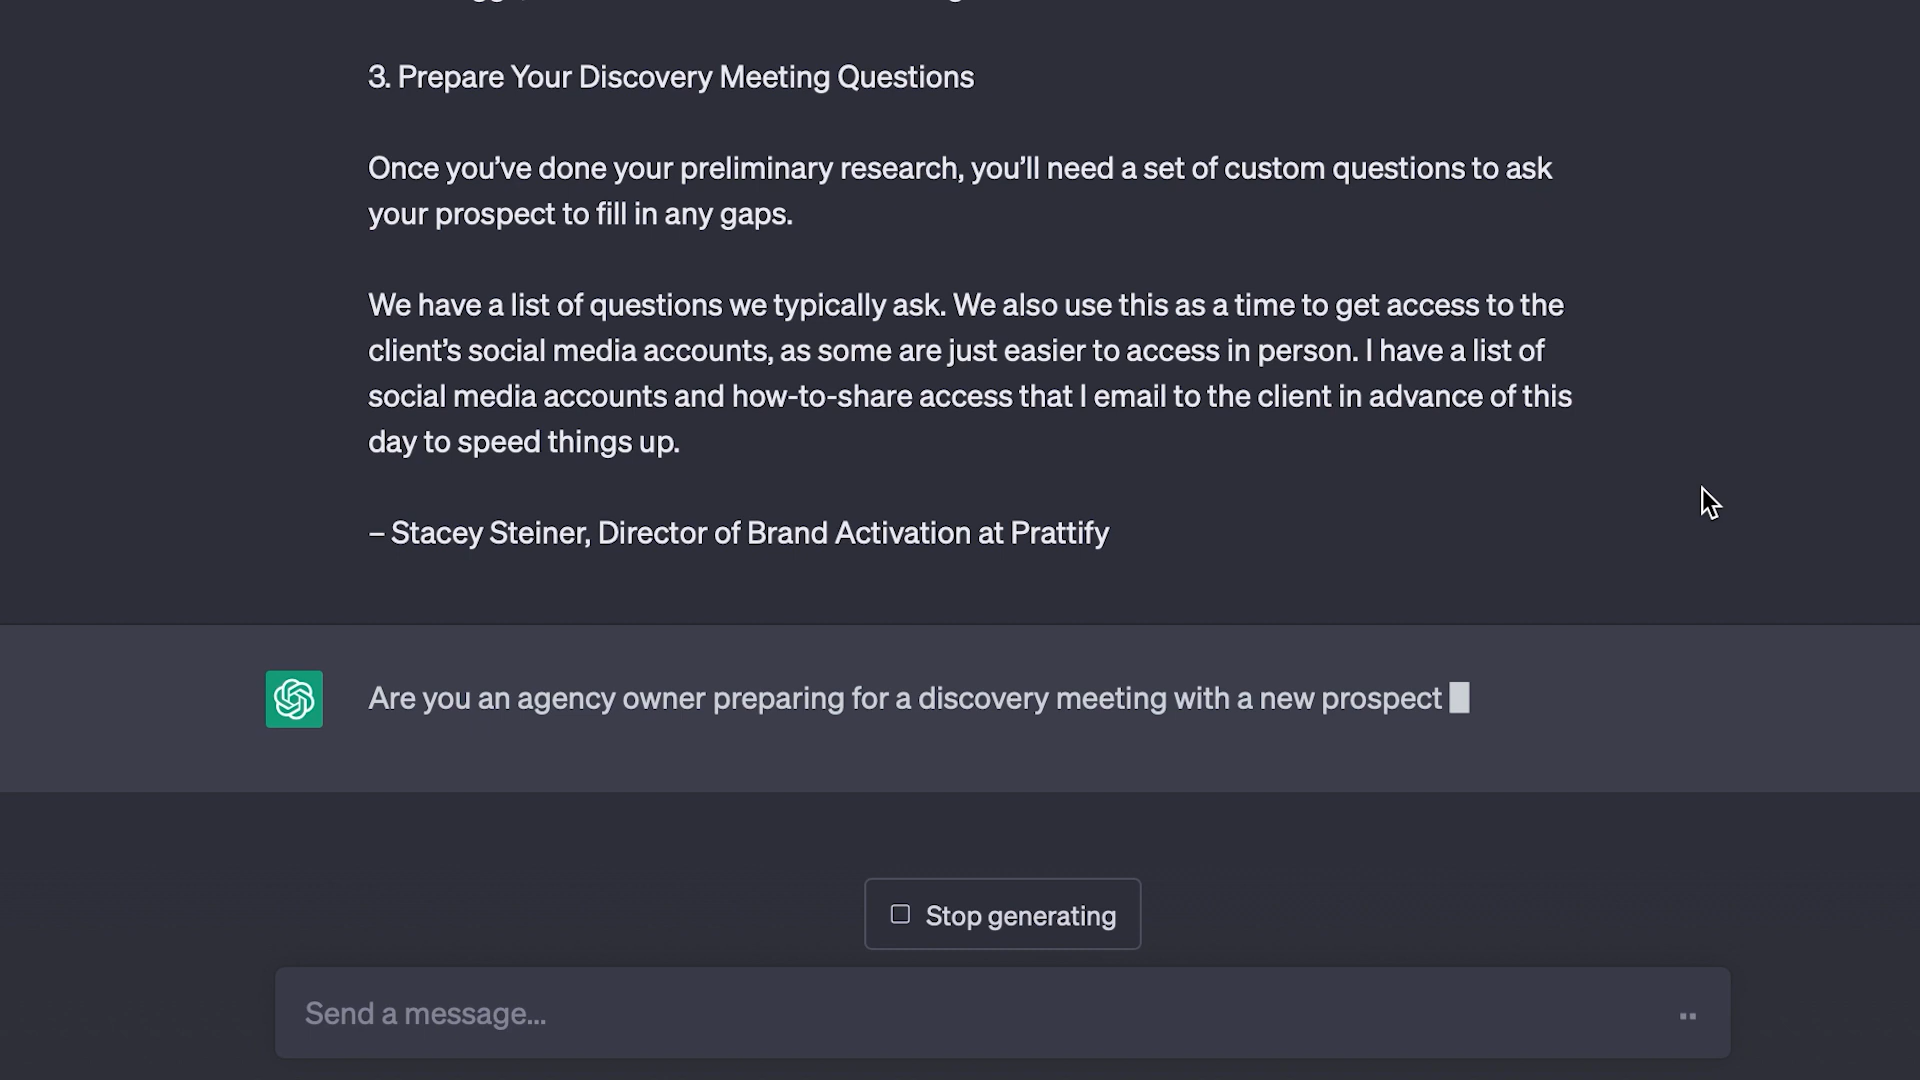 3. Prepare Your Discovery Meeting Questions
Once you’ve done your preliminary research, you’ll need a set of custom questions to ask
your prospect to fill in any gaps.
We have a list of questions we typically ask. We also use this as a time to get access to the
client’s social media accounts, as some are just easier to access in person. I have a list of
social media accounts and how-to-share access that I email to the client in advance of this
day to speed things up.
– Stacey Steiner, Director of Brand Activation at Prattify
Are you an agency owner preparing for a discovery meeting with a new prospect
Stop generating
Send a message...